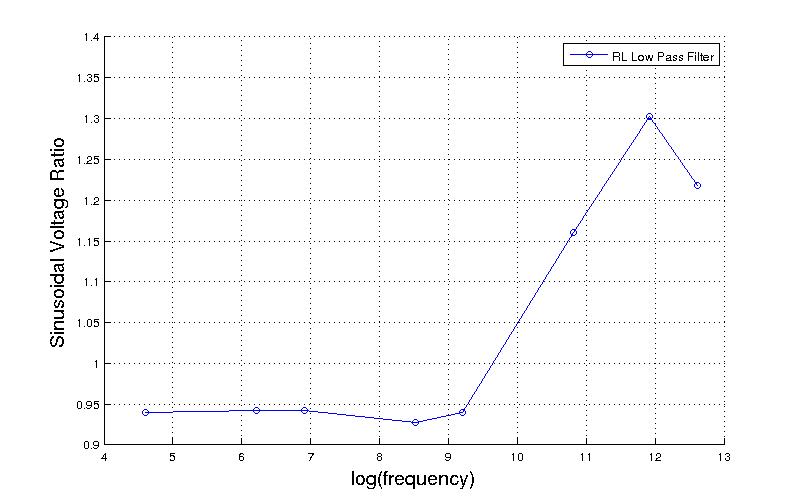 1.4
1.35
1.3
1.25
1.2
1.15
1.1
1.05
1
0.95
0.9
Sinusoidal Voltage Ratio
RL Low Pass Filter
4 5 6 7 8 9 10 11 12 13
log(frequency)